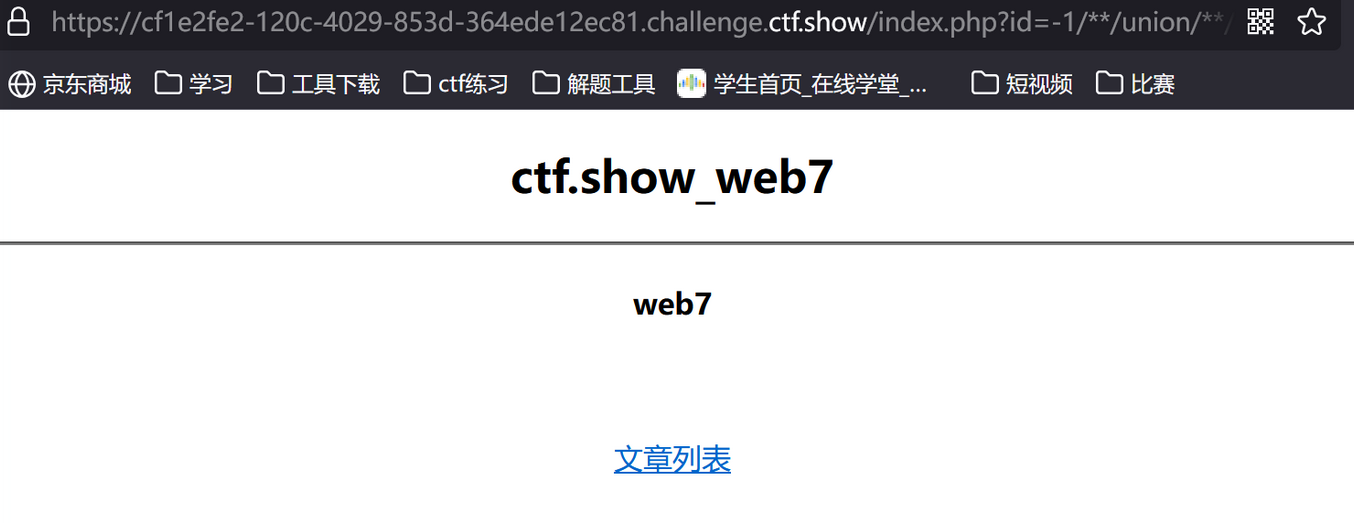 https://cf1e2fe2-120c-4029-853d-364ede12ec81.challenge.ctf.show/index.php?id=-1/**/union/**/
京东商城 学习 工具下载 ctf练习 解题工具 学生首页_在线学堂_... 短视频 比赛
ctf.show_web7
web7
文章列表